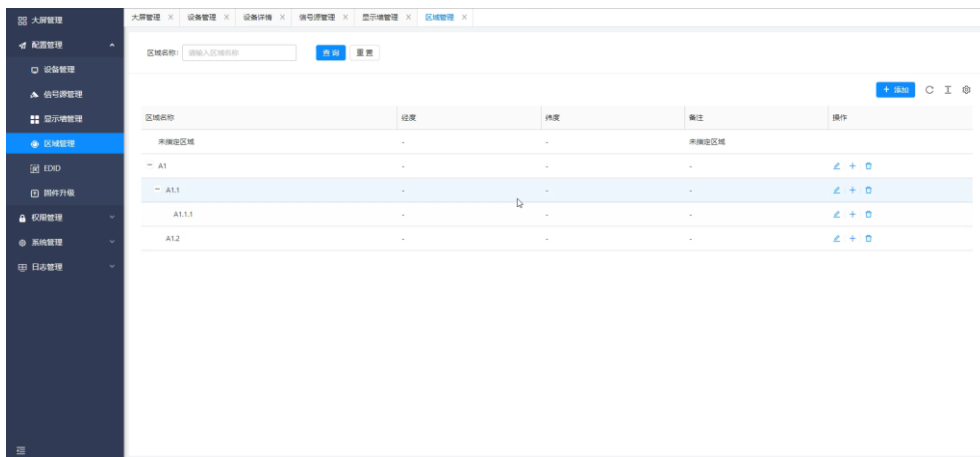 大屏管理
配置管理
设备管理
信号源管理
显示墙管理
区域管理
EDID
固件升级
权限管理
系统管理
日志管理
大屏管理 × 设备管理 × 设备详情 × 信号源管理 × 显示墙管理 × 区域管理 ×
区域名称: 请输入区域名称 查询 重置
+ 添加
区域名称 经度 纬度 备注 操作
未指定区域 - - 未指定区域
A1 - - -
A1.1 - - -
A1.1.1 - - -
A1.2 - - -